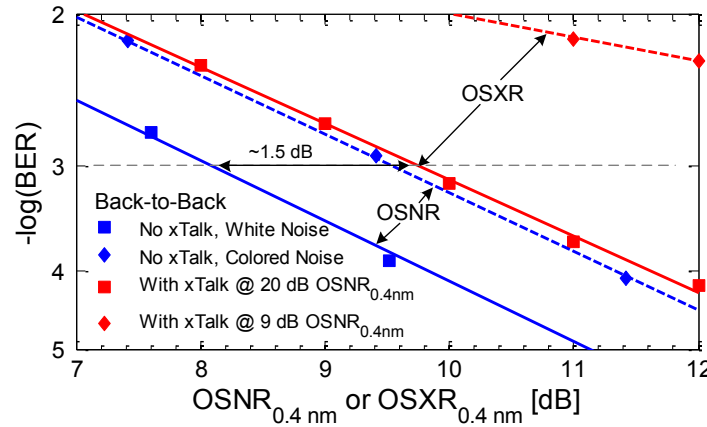 2
3
4
5
-log(BER)
OSXR
~1.5 dB
OSNR
Back-to-Back
No xTalk, White Noise
No xTalk, Colored Noise
With xTalk @ 20 dB OSNR0.4nm
With xTalk @ 9 dB OSNR0.4nm
7 8 9 10 11 12
OSNR0.4 nm or OSXR0.4 nm [dB]